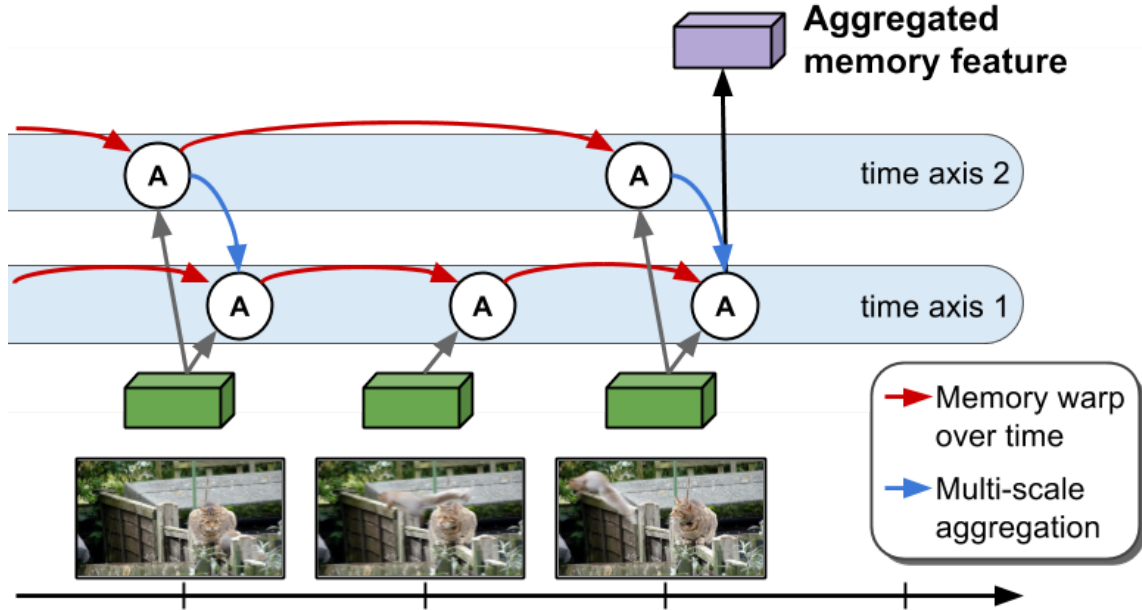 Aggregated
memory feature
A
A
time axis 2
A
A
A
time axis 1
Memory warp
over time
Multi-scale
aggregation